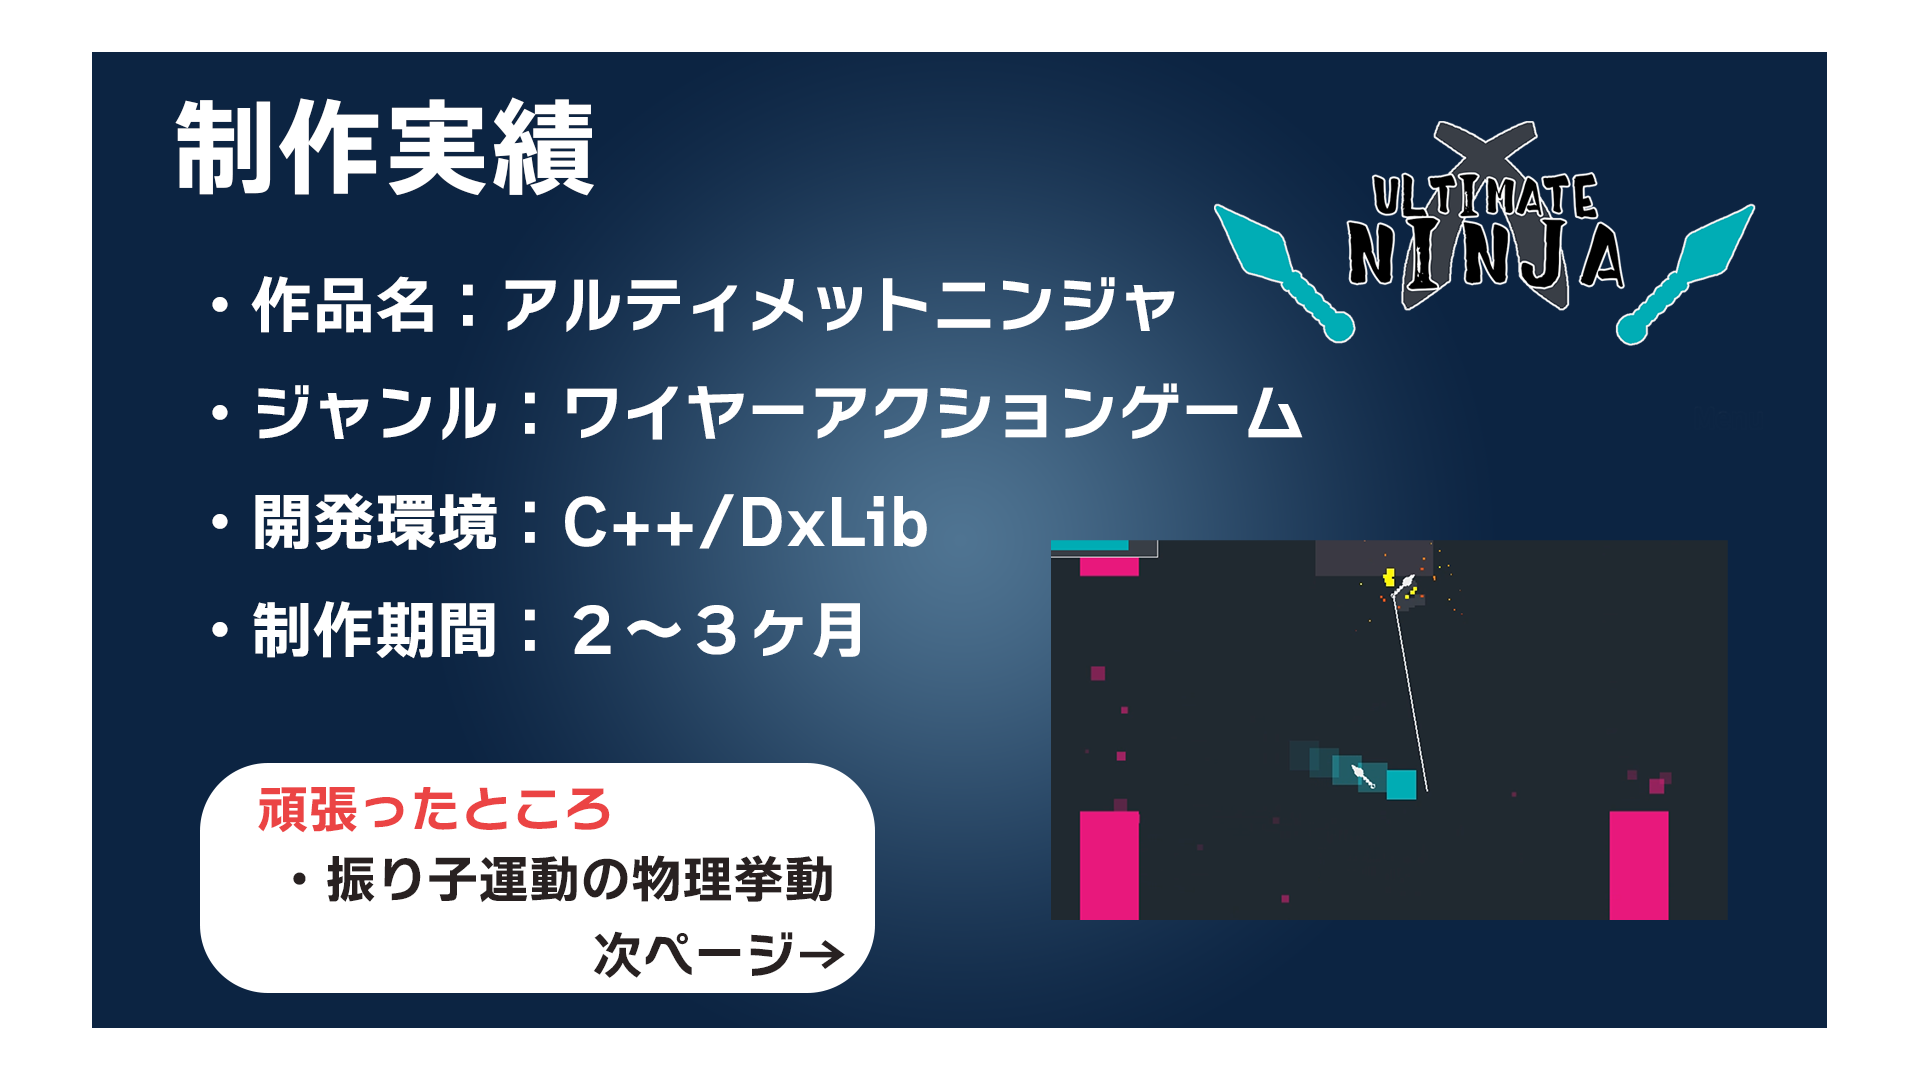 制作実績
ULTIMATE
NINJA
・作品名：アルティメットニンジャ
・ジャンル：ワイヤーアクションゲーム
・開発環境：C++/DxLib
・制作期間：２～３ヶ月
頑張ったところ
・振り子運動の物理挙動
次ページ→